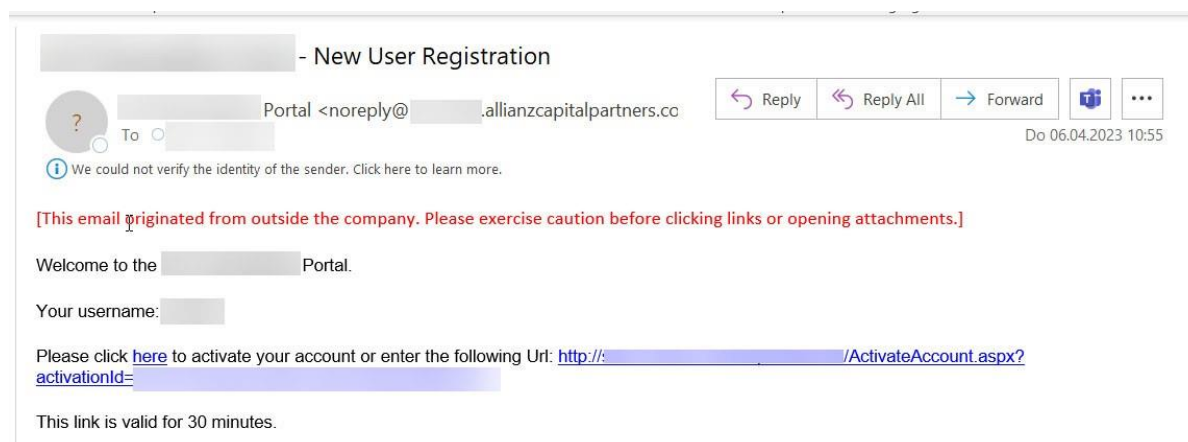 - New User Registration
Portal <noreply@ .allianzcapitalpartners.co
Reply
Reply All
Forward
?
To
Do 06.04.2023 10:55
We could not verify the identity of the sender. Click here to learn more.
[This email originated from outside the company. Please exercise caution before clicking links or opening attachments.]
Welcome to the Portal.
Your username:
Please click here to activate your account or enter the following Url: http:// /ActivateAccount.aspx?
activationId=
This link is valid for 30 minutes.